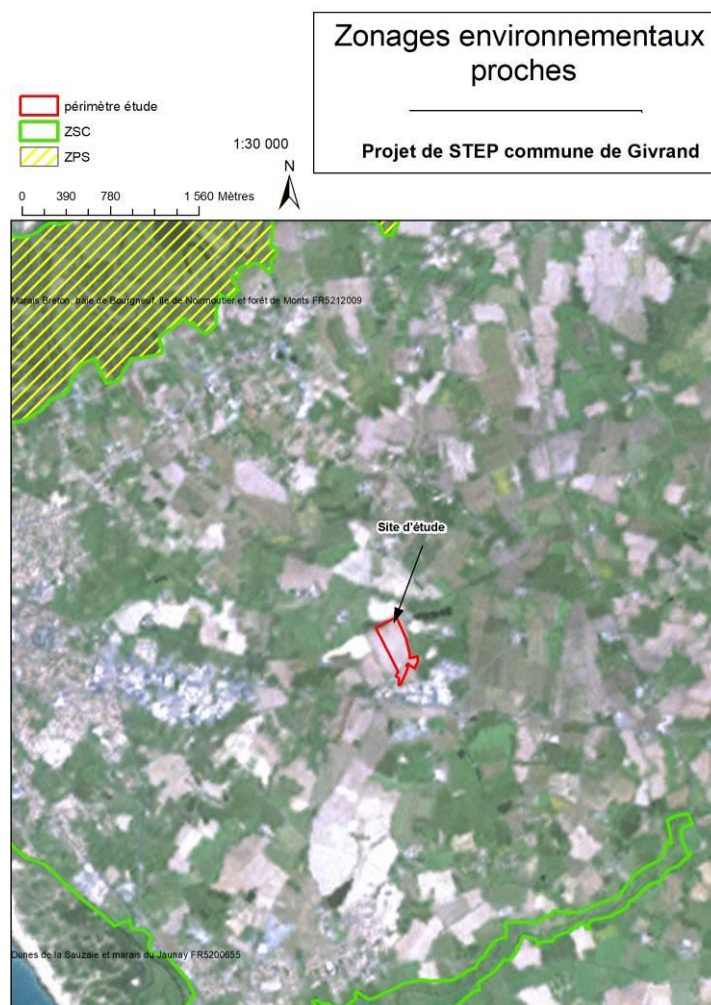 Zonages environnementaux
proches
Projet de STEP commune de Givrand
périmètre étude
ZSC
ZPS
1:30 000
N
0 390 780 1 560 Mètres
Marais Breton, baie de Bourgneuf, île de Noirmoutier et forêt de Monts FR5212009
Site d'étude
Dunes de la Sauzaie et marais du Jaunay FR5200655